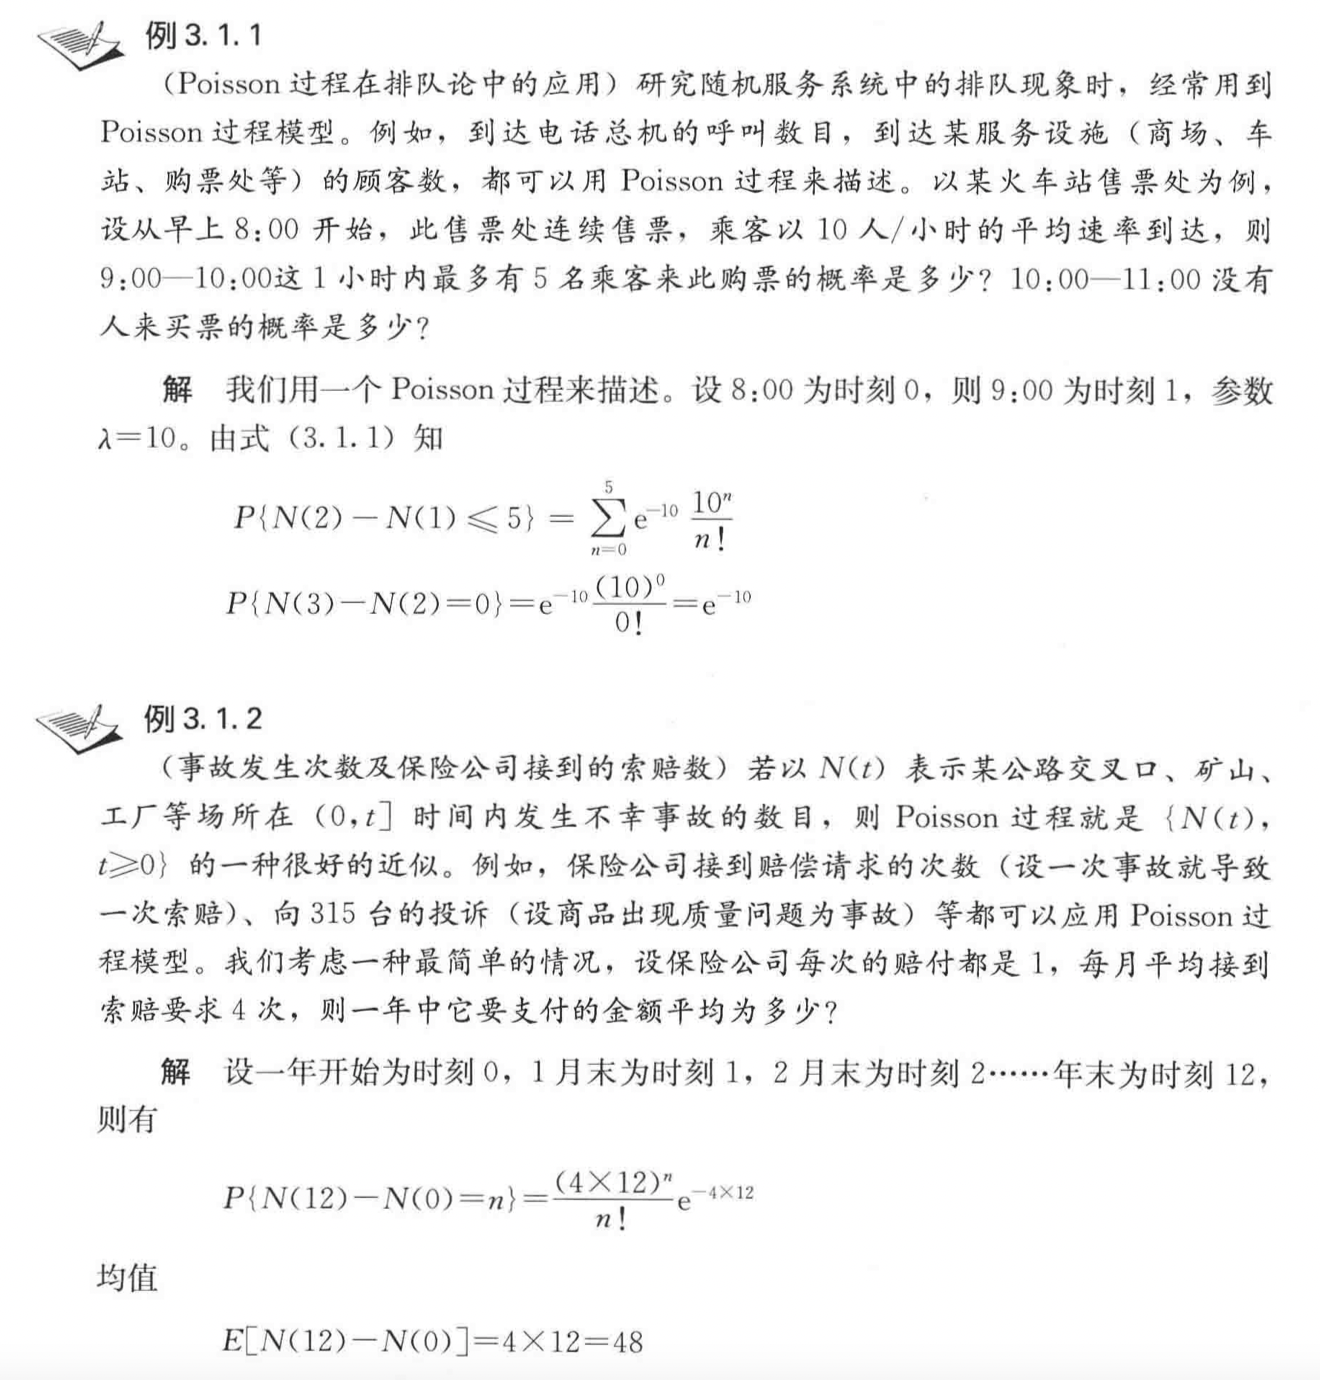 例 3. 1. 1
（Poisson 过程在排队论中的应用）研究随机服务系统中的排队现象时，经常用到
Poisson 过程模型。例如，到达电话总机的呼叫数目，到达某服务设施（商场、车
站、购票处等）的顾客数，都可以用 Poisson 过程来描述。以某火车站售票处为例，
设从早上 8:00 开始，此售票处连续售票，乘客以 10 人/小时的平均速率到达，则
9:00—10:00这 1 小时内最多有 5 名乘客来此购票的概率是多少？10:00—11:00 没有
人来买票的概率是多少？
解 我们用一个 Poisson 过程来描述。设 8:00 为时刻 0，则 9:00 为时刻 1，参数
λ=10。由式（3. 1. 1）知
P{N(2)－N(1)⩽5} = \sum_{n=0}^{5} e^{-10} \frac{10^n}{n!}
P{N(3)－N(2)=0}=e^{-10}\frac{(10)^0}{0!}=e^{-10}
例 3. 1. 2
（事故发生次数及保险公司接到的索赔数）若以 N(t) 表示某公路交叉口、矿山、
工厂等场所在（0,t］时间内发生不幸事故的数目，则 Poisson 过程就是 {N(t)，
t⩾0} 的一种很好的近似。例如，保险公司接到赔偿请求的次数（设一次事故就导致
一次索赔）、向 315 台的投诉（设商品出现质量问题为事故）等都可以应用 Poisson 过
程模型。我们考虑一种最简单的情况，设保险公司每次的赔付都是 1，每月平均接到
索赔要求 4 次，则一年中它要支付的金额平均为多少？
解 设一年开始为时刻 0，1 月末为时刻 1，2 月末为时刻 2……年末为时刻 12，
则有
P{N(12)－N(0)=n}=\frac{(4×12)^n}{n!}e^{-4×12}
均值
E[N(12)－N(0)]=4×12=48